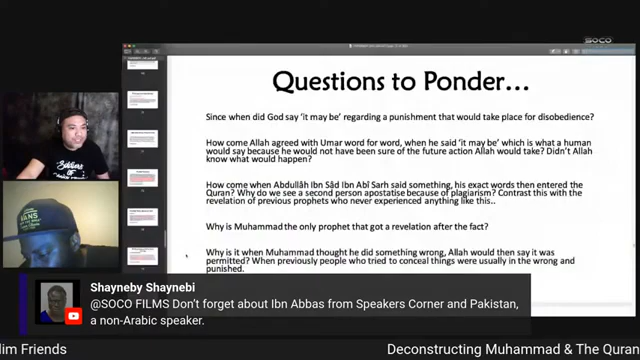 SOCO
Questions to Ponder...
Since when did God say 'it may be' regarding a punishment that would take place for disobedience?
How come Allah agreed with Umar word for word, when he said 'it may be' which is what a human
would say because he would not have been sure of the future action Allah would take? Didn't Allah
know what would happen?
How come when Abdullâh Ibn Sâd Ibn Abî Sarh said something, his exact words then entered the
Quran? Why do we see a second person apostatise because of plagiarism? Contrast this with the
revelation of previous prophets who never experienced anything like this..
Why is Muhammad the only prophet that got a revelation after the fact?
Why is it when Muhammad thought he did something wrong, Allah would then say it was
permitted? When previously people who tried to conceal things were usually in the wrong and
punished.
VANS
Shayneby Shaynebi
@SOCO FILMS Don't forget about Ibn Abbas from Speakers Corner and Pakistan,
a non-Arabic speaker.
lim Friends
Deconstructing Muhammad & The Quran